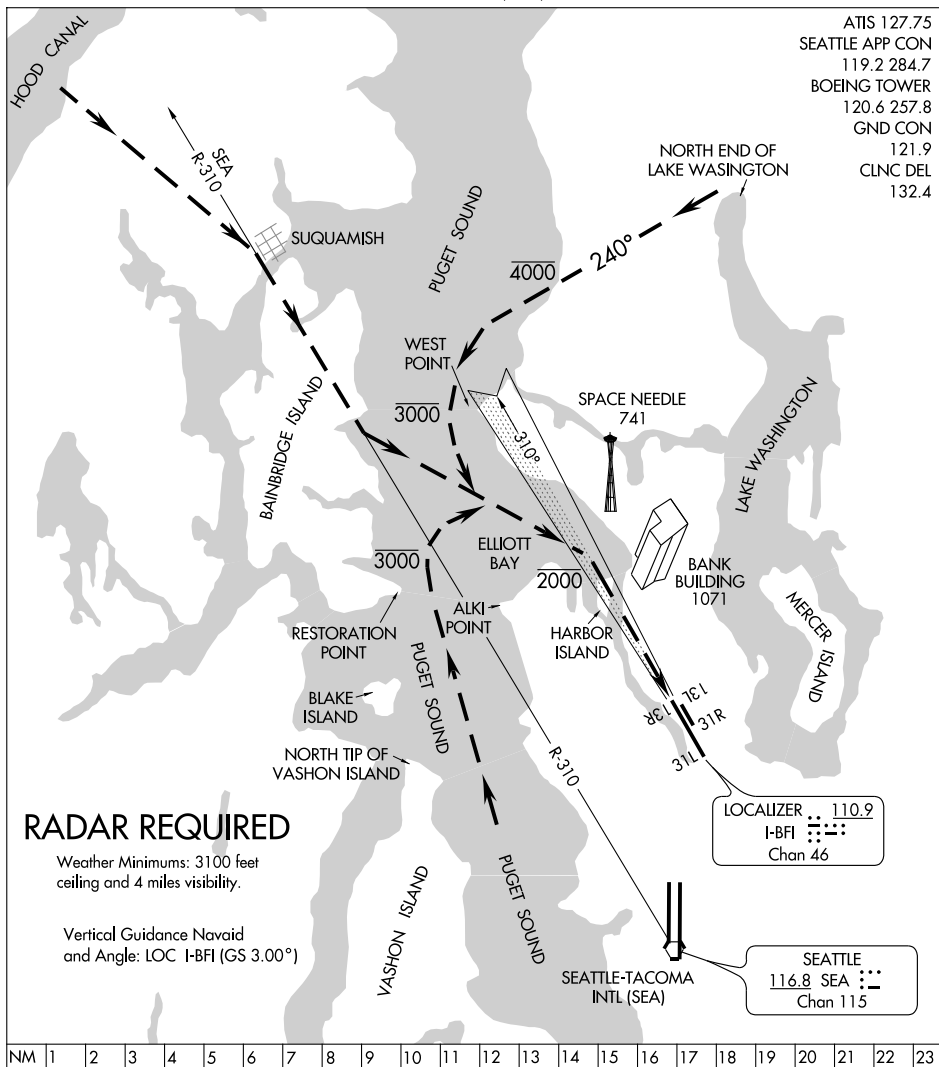 ATIS 127.75
SEATTLE APP CON
119.2 284.7
BOEING TOWER
120.6 257.8
GND CON
121.9
CLNC DEL
132.4
HOOD CANAL
SEA
R-310
SUQUAMISH
PUGET SOUND
NORTH END OF
LAKE WASINGTON
240°
4000
WEST
POINT
3000
310°
SPACE NEEDLE
741
BAINBRIDGE ISLAND
LAKE WASHINGTON
ELLIOTT
BAY
3000
2000
BANK
BUILDING
1071
RESTORATION
POINT
ALKI
POINT
HARBOR
ISLAND
MERCER ISLAND
PUGET SOUND
BLAKE
ISLAND
NORTH TIP OF
VASHON ISLAND
R-310
13R
13L
31R
31L
LOCALIZER 110.9
I-BFI
Chan 46
RADAR REQUIRED
Weather Minimums: 3100 feet
ceiling and 4 miles visibility.
Vertical Guidance Navaid
and Angle: LOC I-BFI (GS 3.00°)
VASHON ISLAND
PUGET SOUND
SEATTLE-TACOMA
INTL (SEA)
SEATTLE
116.8 SEA
Chan 115
NM 1 2 3 4 5 6 7 8 9 10 11 12 13 14 15 16 17 18 19 20 21 22 23